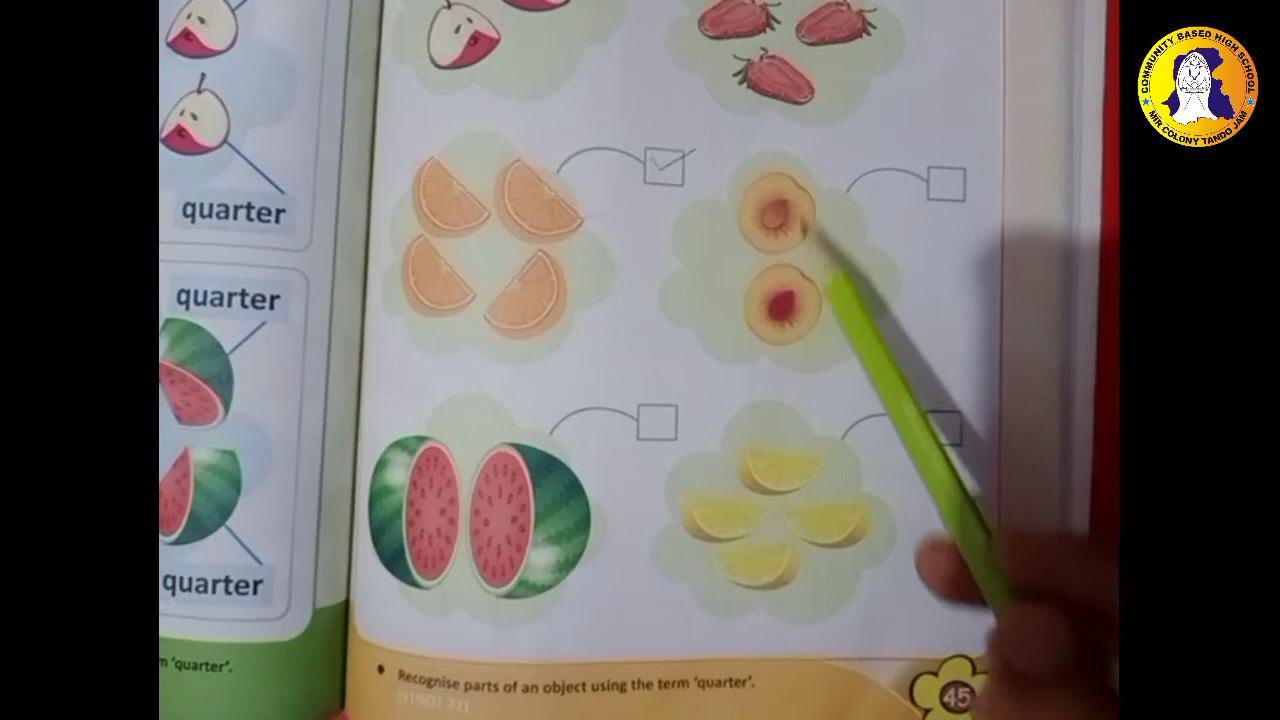 COMMUNITY BASED HIGH SCHOOL
MIR COLONY TANDO JAM
quarter
quarter
quarter
'quarter'.
Recognise parts of an object using the term 'quarter'.
45